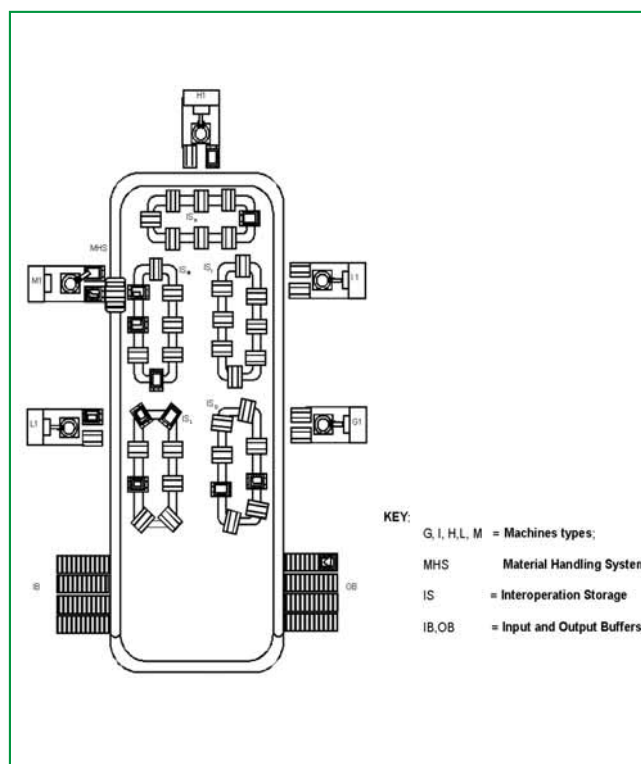 H1
IS
MHS
M1
IS
IS
I1
L1
IS
IS
G1
KEY:
G, I, H,L, M = Machines types;
MHS Material Handling System
IS = Interoperation Storage
IB OB
IB,OB = Input and Output Buffers